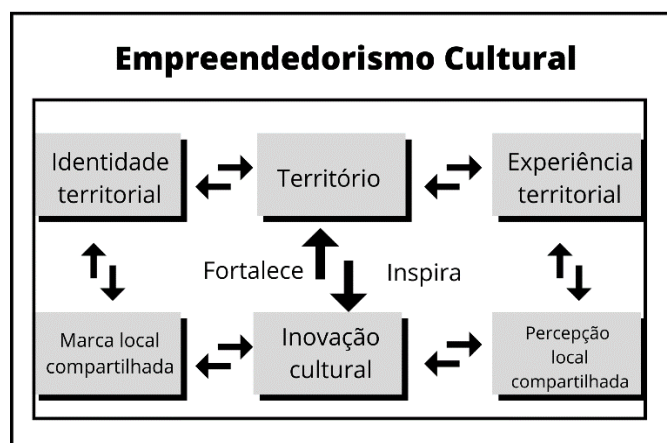 Empreendedorismo Cultural
Identidade
territorial
Território
Experiência
territorial
Fortalece
Inspira
Marca local
compartilhada
Inovação
cultural
Percepção
local
compartilhada